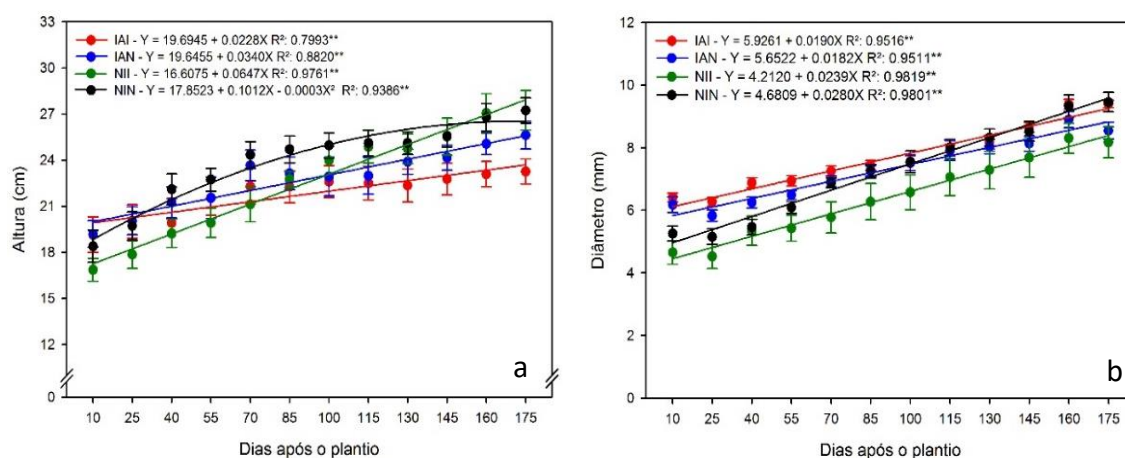 33
30
27
24
21
18
15
12
0
Altura (cm)
IAI - Y = 19.6945 + 0.0228X R²: 0.7993**
IAN - Y = 19.6455 + 0.0340X R²: 0.8820**
NII - Y = 16.6075 + 0.0647X R²: 0.9761**
NIN - Y = 17.8523 + 0.1012X - 0.0003X² R²: 0.9386**
a
10 25 40 55 70 85 100 115 130 145 160 175
Dias após o plantio
12
10
8
6
4
2
0
Diâmetro (mm)
IAI - Y = 5.9261 + 0.0190X R²: 0.9516**
IAN - Y = 5.6522 + 0.0182X R²: 0.9511**
NII - Y = 4.2120 + 0.0239X R²: 0.9819**
NIN - Y = 4.6809 + 0.0280X R²: 0.9801**
b
10 25 40 55 70 85 100 115 130 145 160 175
Dias após o plantio